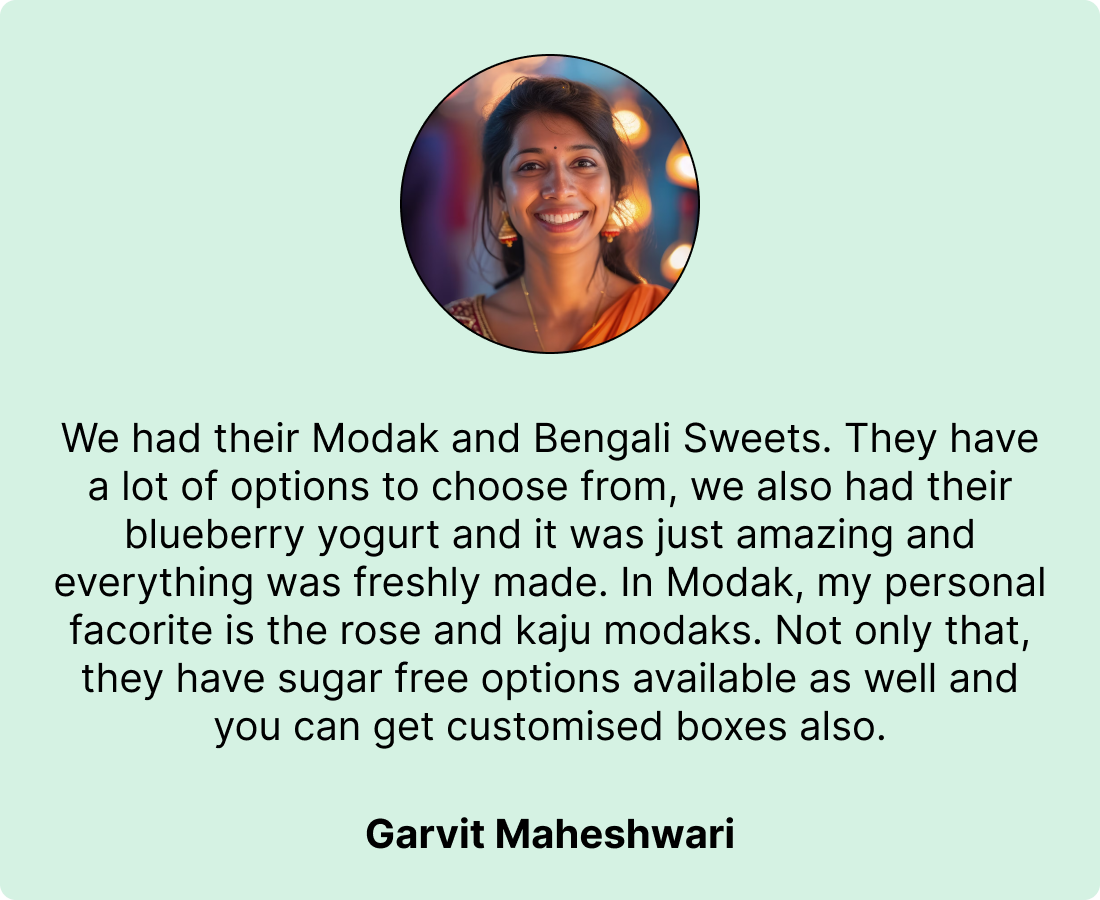 We had their Modak and Bengali Sweets. They have
a lot of options to choose from, we also had their
blueberry yogurt and it was just amazing and
everything was freshly made. In Modak, my personal
facorite is the rose and kaju modaks. Not only that,
they have sugar free options available as well and
you can get customised boxes also.
Garvit Maheshwari